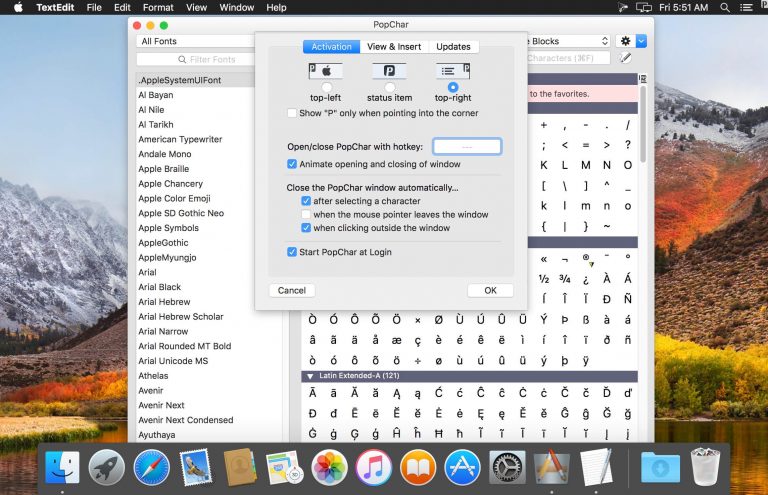 TextEdit File Edit Format View Window Help Fri 5:51 AM
PopChar
All Fonts
Filter Fonts
.AppleSystemUIFont
Al Bayan
Al Nile
Al Tarikh
American Typewriter
Andale Mono
Apple Braille
Apple Chancery
Apple Color Emoji
Apple SD Gothic Neo
Apple Symbols
AppleGothic
AppleMyungjo
Arial
Arial Black
Arial Hebrew
Arial Hebrew Scholar
Arial Narrow
Arial Rounded MT Bold
Arial Unicode MS
Athelas
Avenir
Avenir Next
Avenir Next Condensed
Ayuthaya
Activation View & Insert Updates
top-left status item top-right
Show "P" only when pointing into the corner
Open/close PopChar with hotkey:
Animate opening and closing of window
Close the PopChar window automatically...
after selecting a character
when the mouse pointer leaves the window
when clicking outside the window
Start PopChar at Login
Cancel OK
Blocks
Characters (⌘F)
to the favorites.
+ , - . /
; < = > ?
K L M N O
[ \ ] ^ _
k l m n o
{ | } ~
« ¬ ® ¯ °
½ ¾ ¿ À Á
Í Î Ï Ð Ñ
Ò Ó Ô Õ Ö × Ø Ù Ú Û Ü Ý Þ ß à á
â ã ä å æ ç è é ê ë ì í î ï ð ñ
ò ó ô õ ö ÷ ø ù ú û ü ý þ ÿ
Latin Extended-A (121)
Ā ā Ă ă Ą ą Ć ć Ĉ ĉ Ċ ċ Č č Ď ď
Đ đ Ē ē Ĕ ĕ Ė ė Ę ę Ě ě Ĝ ĝ Ğ ğ